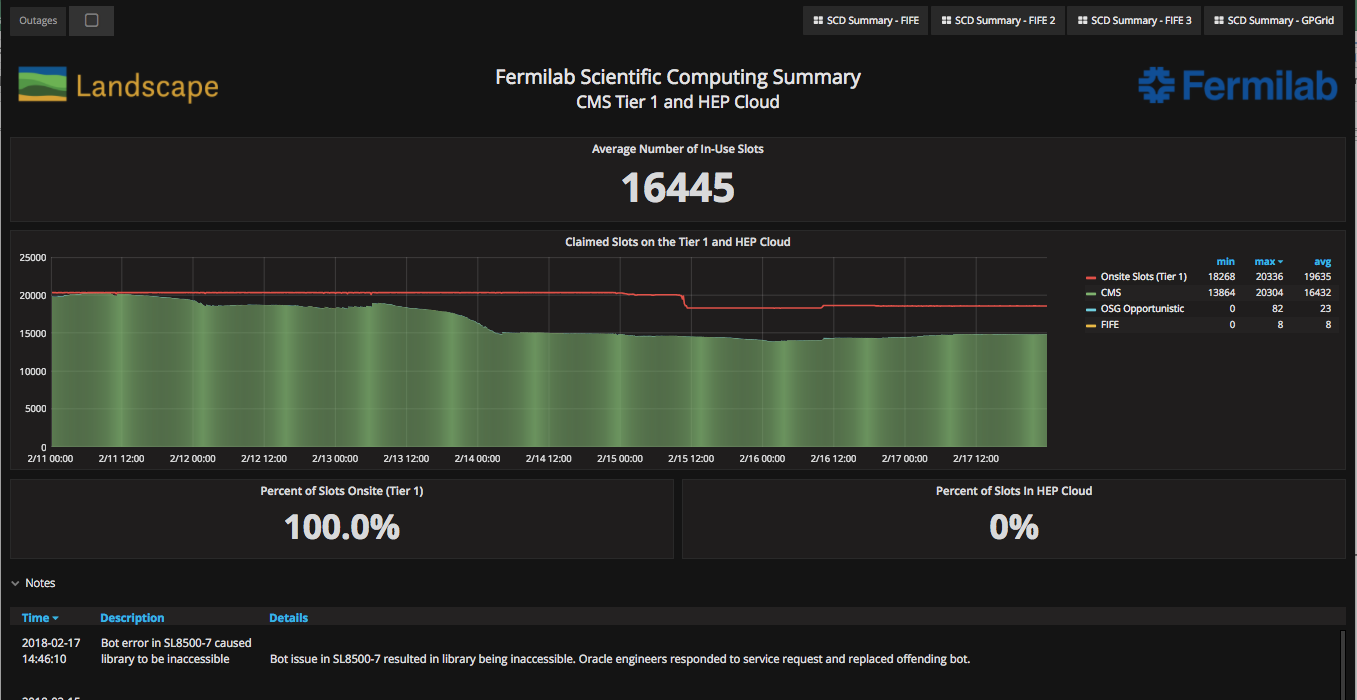 Outages
SCD Summary - FIFE
SCD Summary - FIFE 2
SCD Summary - FIFE 3
SCD Summary - GPGrid
Landscape
Fermilab Scientific Computing Summary
CMS Tier 1 and HEP Cloud
Fermilab
Average Number of In-Use Slots
16445
Claimed Slots on the Tier 1 and HEP Cloud
25000
20000
15000
10000
5000
0
2/11 00:00 2/11 12:00 2/12 00:00 2/12 12:00 2/13 00:00 2/13 12:00 2/14 00:00 2/14 12:00 2/15 00:00 2/15 12:00 2/16 00:00 2/16 12:00 2/17 00:00 2/17 12:00
min max avg
Onsite Slots (Tier 1) 18268 20336 19635
CMS 13864 20304 16432
OSG Opportunistic 0 82 23
FIFE 0 8 8
Percent of Slots Onsite (Tier 1)
100.0%
Percent of Slots In HEP Cloud
0%
Notes
Time Description Details
2018-02-17
14:46:10
Bot error in SL8500-7 caused
library to be inaccessible
Bot issue in SL8500-7 resulted in library being inaccessible. Oracle engineers responded to service request and replaced offending bot.